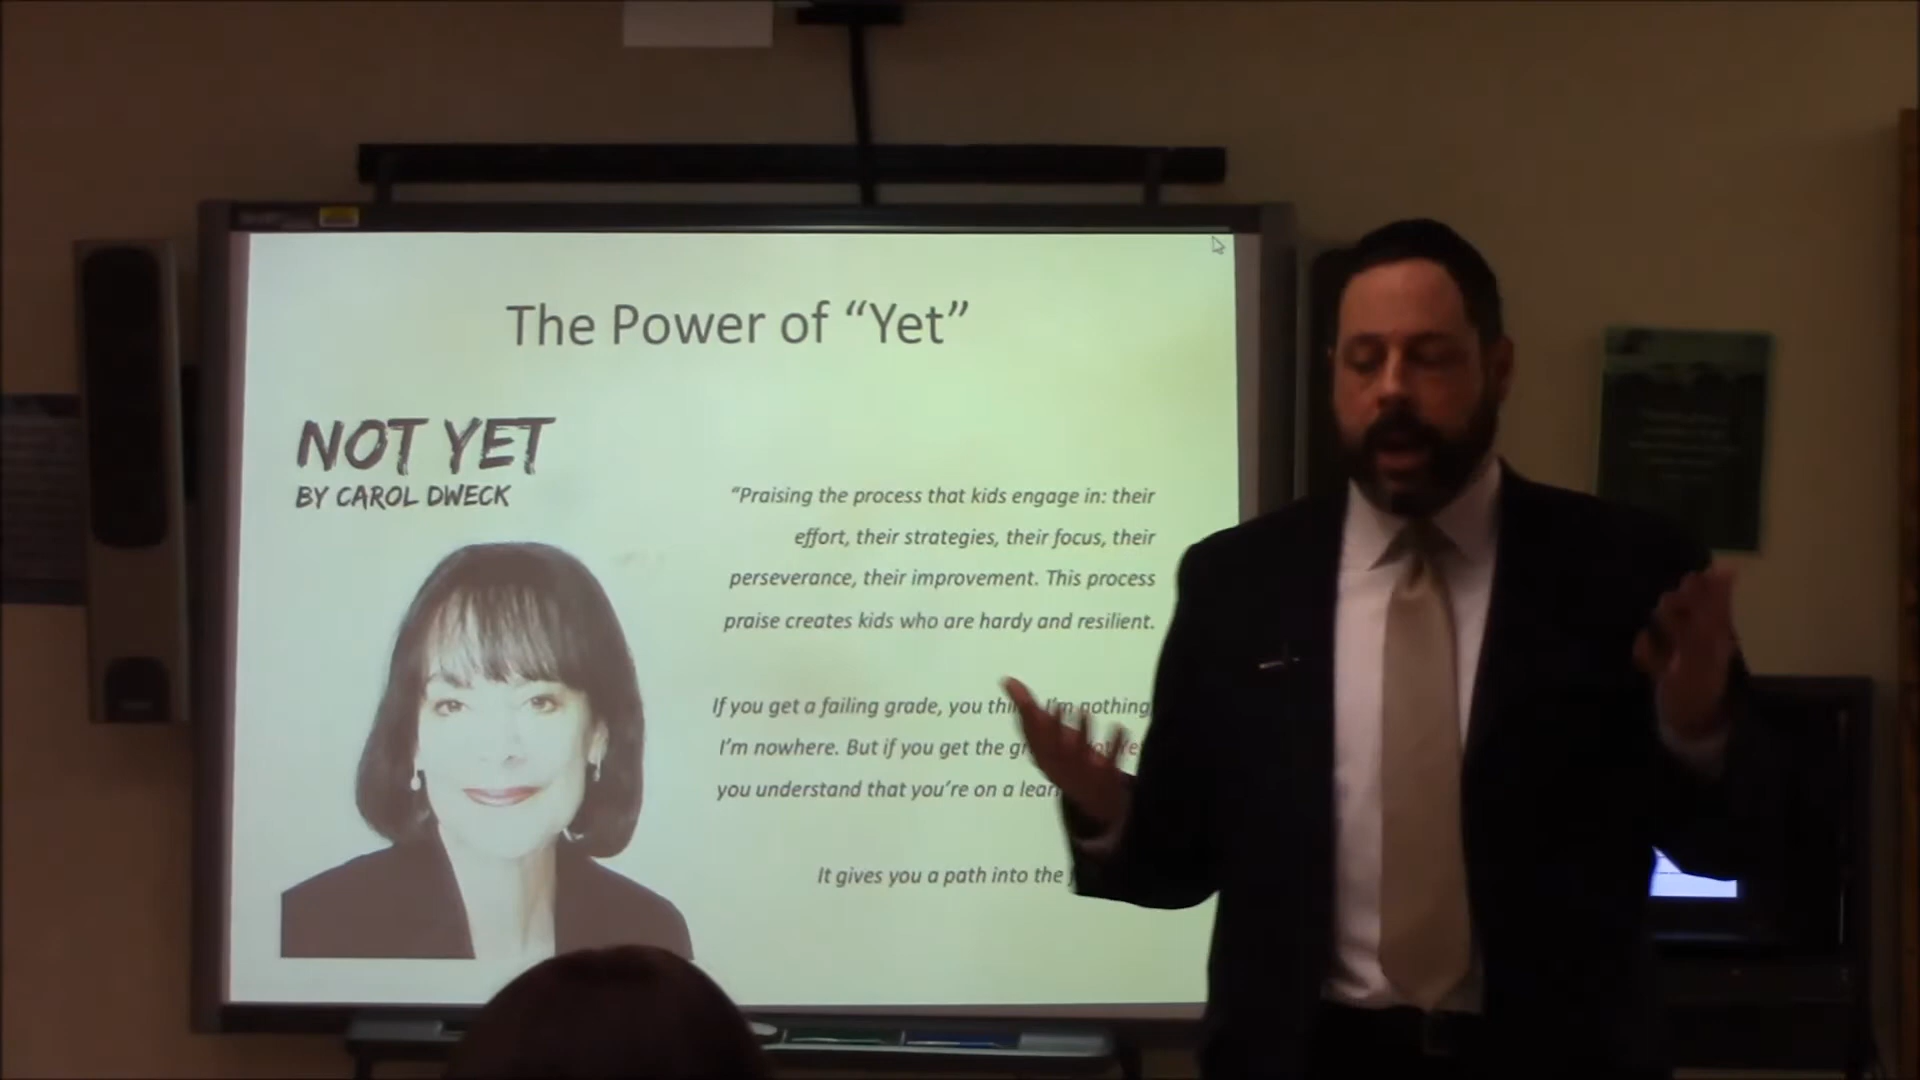 The Power of “Yet”
NOT YET
BY CAROL DWECK
“Praising the process that kids engage in: their
effort, their strategies, their focus, their
perseverance, their improvement. This process
praise creates kids who are hardy and resilient.
If you get a failing grade, you I’m nothing,
I’m nowhere. But if you get the
you understand that you’re on a
It gives you a path into the